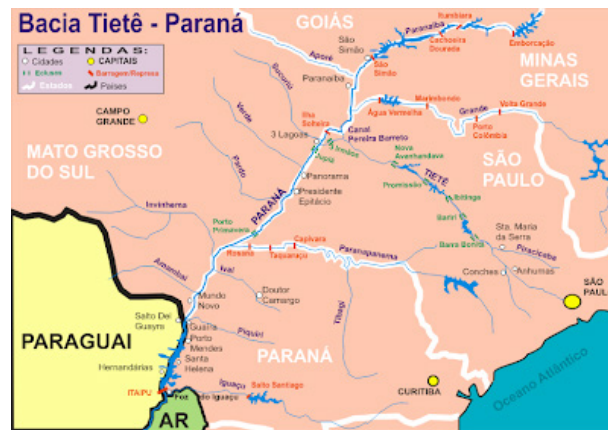 Bacia Tietê - Paraná
LEGENDAS:
Cidades
CAPITAIS
Eclusas
Barragem/Represa
Estados
Países
GOIÁS
MINAS
GERAIS
São
Simão
Aporé
Paranaíba
Itumbiara
Cachoeira
Dourada
Emborcação
São
Simão
Paranaíba
Sucuriú
Verde
Pardo
CAMPO
GRANDE
MATO GROSSO
DO SUL
Ilha
Solteira
3 Lagoas
Jupiá
3 Irmãos
Canal
Pereira Barreto
Água Vermelha
Marimbondo
Grande
Volta Grande
Porto
Colômbia
SÃO
PAULO
Nova
Avanhandava
TIETÊ
Promissão
Ibitinga
Bariri
Barra Bonita
Sta. Maria
da Serra
Piracicaba
Conchas
Anhumas
SÃO
PAUL
Panorama
Presidente
Epitácio
PARANÁ
Porto
Primavera
Rosana
Taquaruçu
Capivara
Paranapanema
Tibagi
Invinhema
Amambai
Ivaí
Doutor
Camargo
Mundo
Novo
Salto Del
Guayra
Guaíra
Porto
Mendes
Santa
Helena
Piquiri
Hernandárias
PARAGUAI
PARANÁ
ITAIPU
Foz
de Iguaçu
Iguaçu
Salto Santiago
AR
CURITIBA
Oceano Atlântico